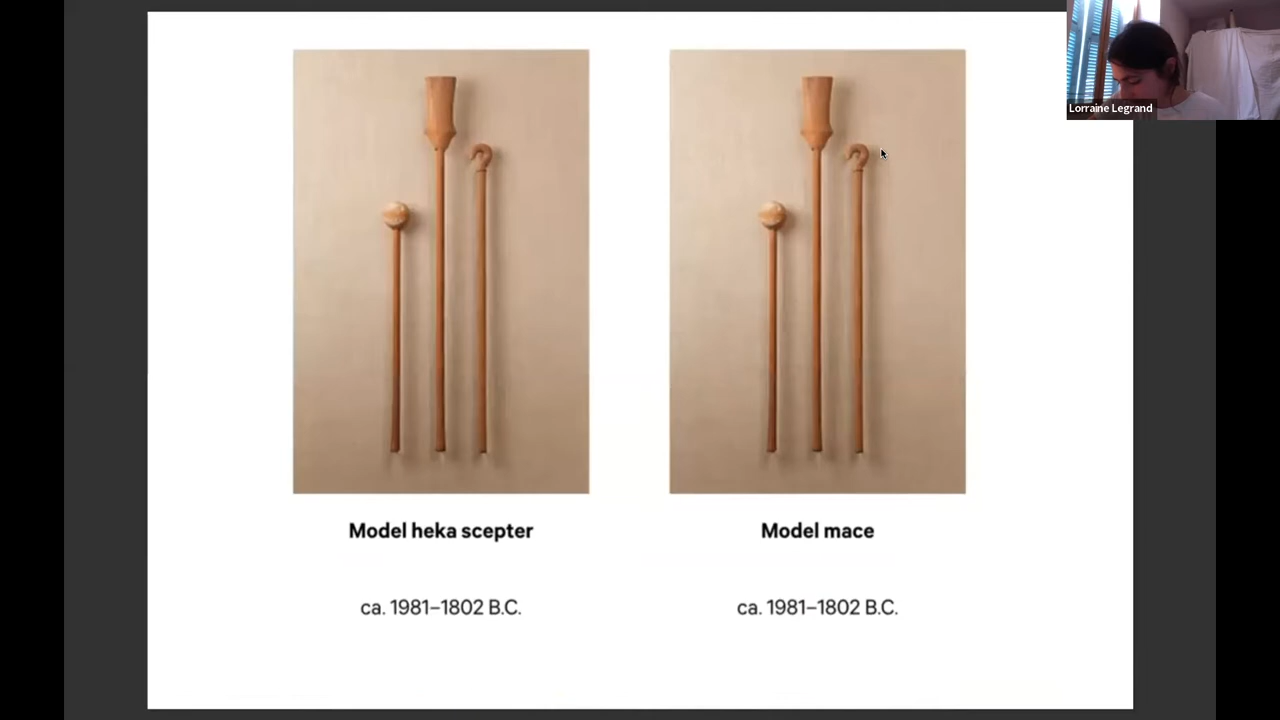 Lorraine Legrand
Model heka scepter
Model mace
ca. 1981–1802 B.C.
ca. 1981–1802 B.C.